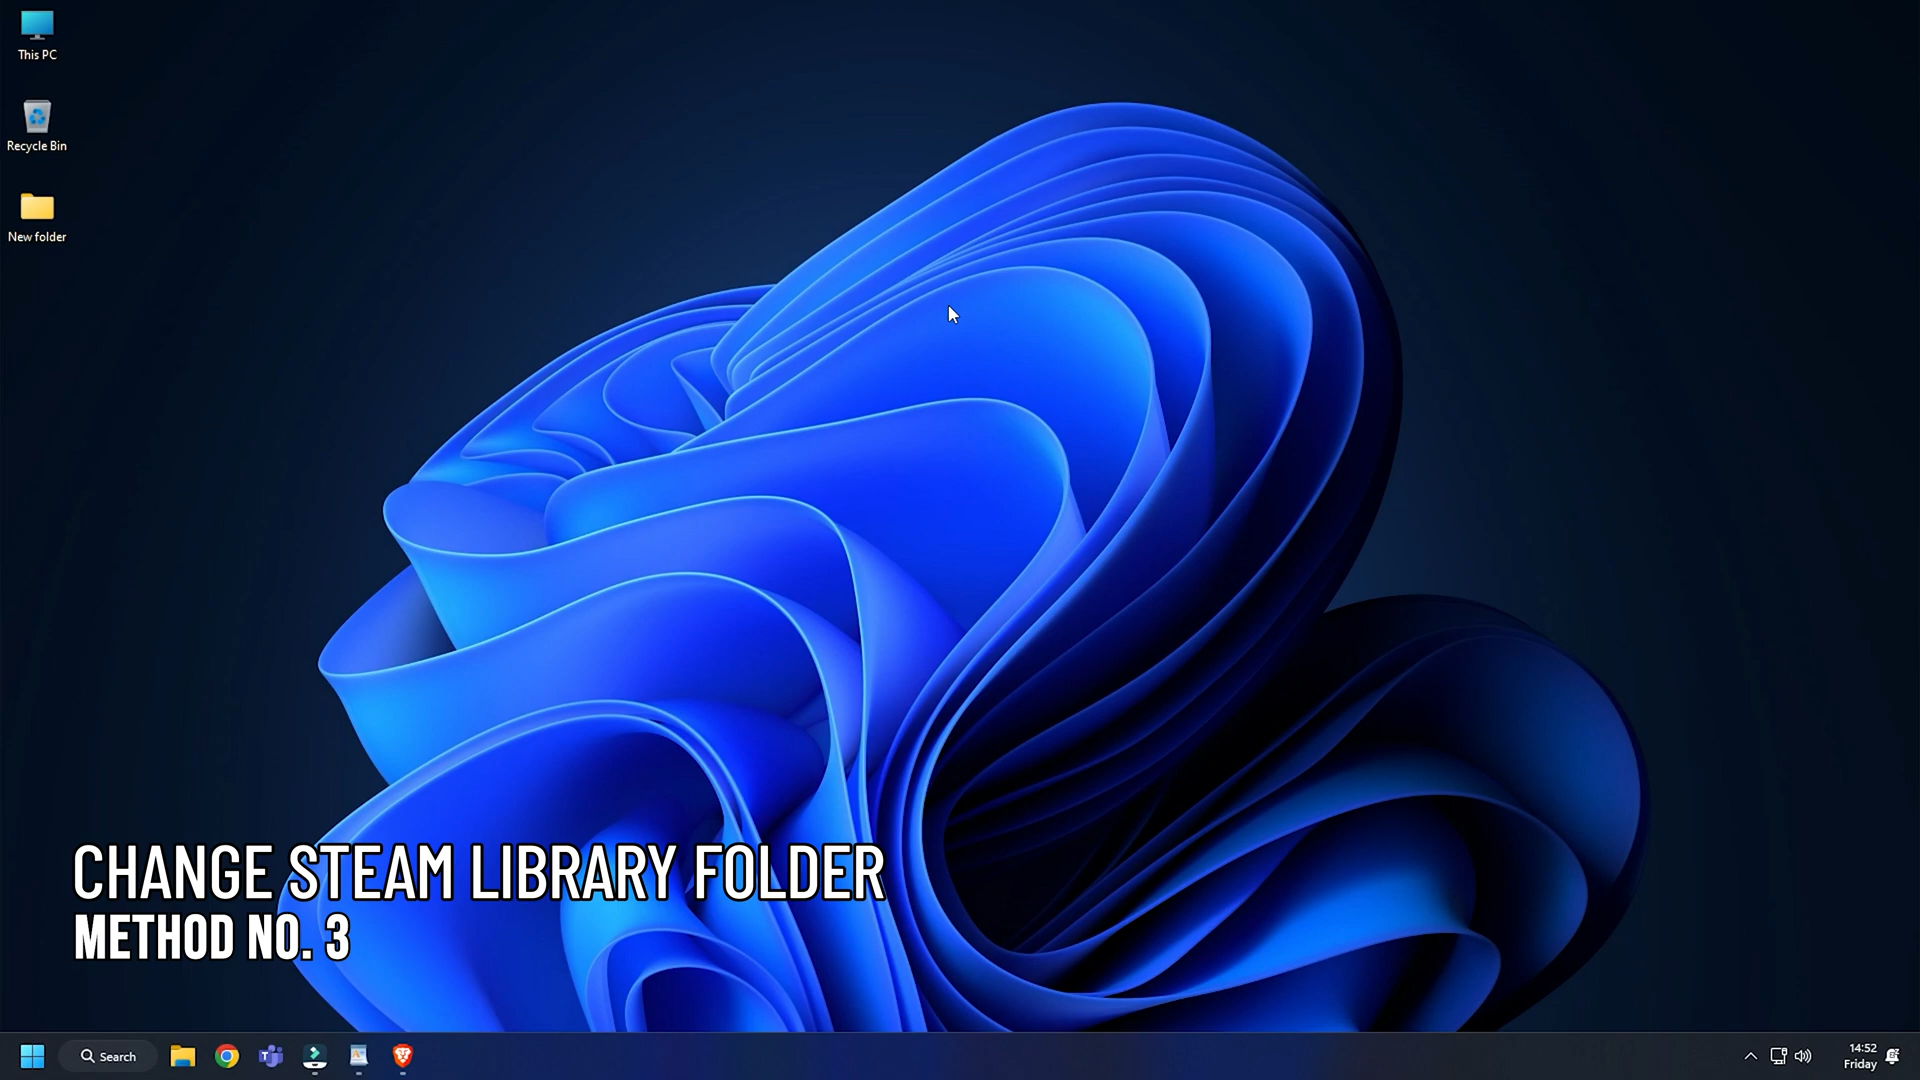 This PC
Recycle Bin
New folder
CHANGE STEAM LIBRARY FOLDER
METHOD NO. 3
Search
14:52
Friday